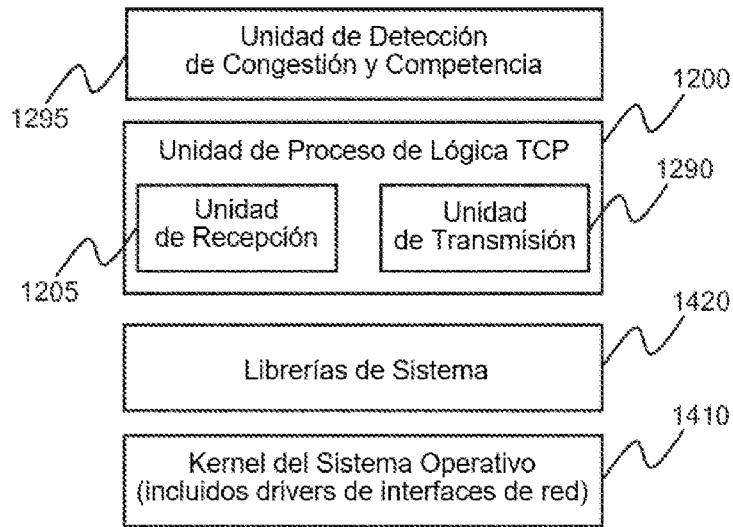 Unidad de Detección
de Congestión y Competencia
1295
1200
Unidad de Proceso de Lógica TCP
1290
Unidad
de Recepción
Unidad
de Transmisión
1205
1420
Librerías de Sistema
1410
Kernel del Sistema Operativo
(incluidos drivers de interfaces de red)